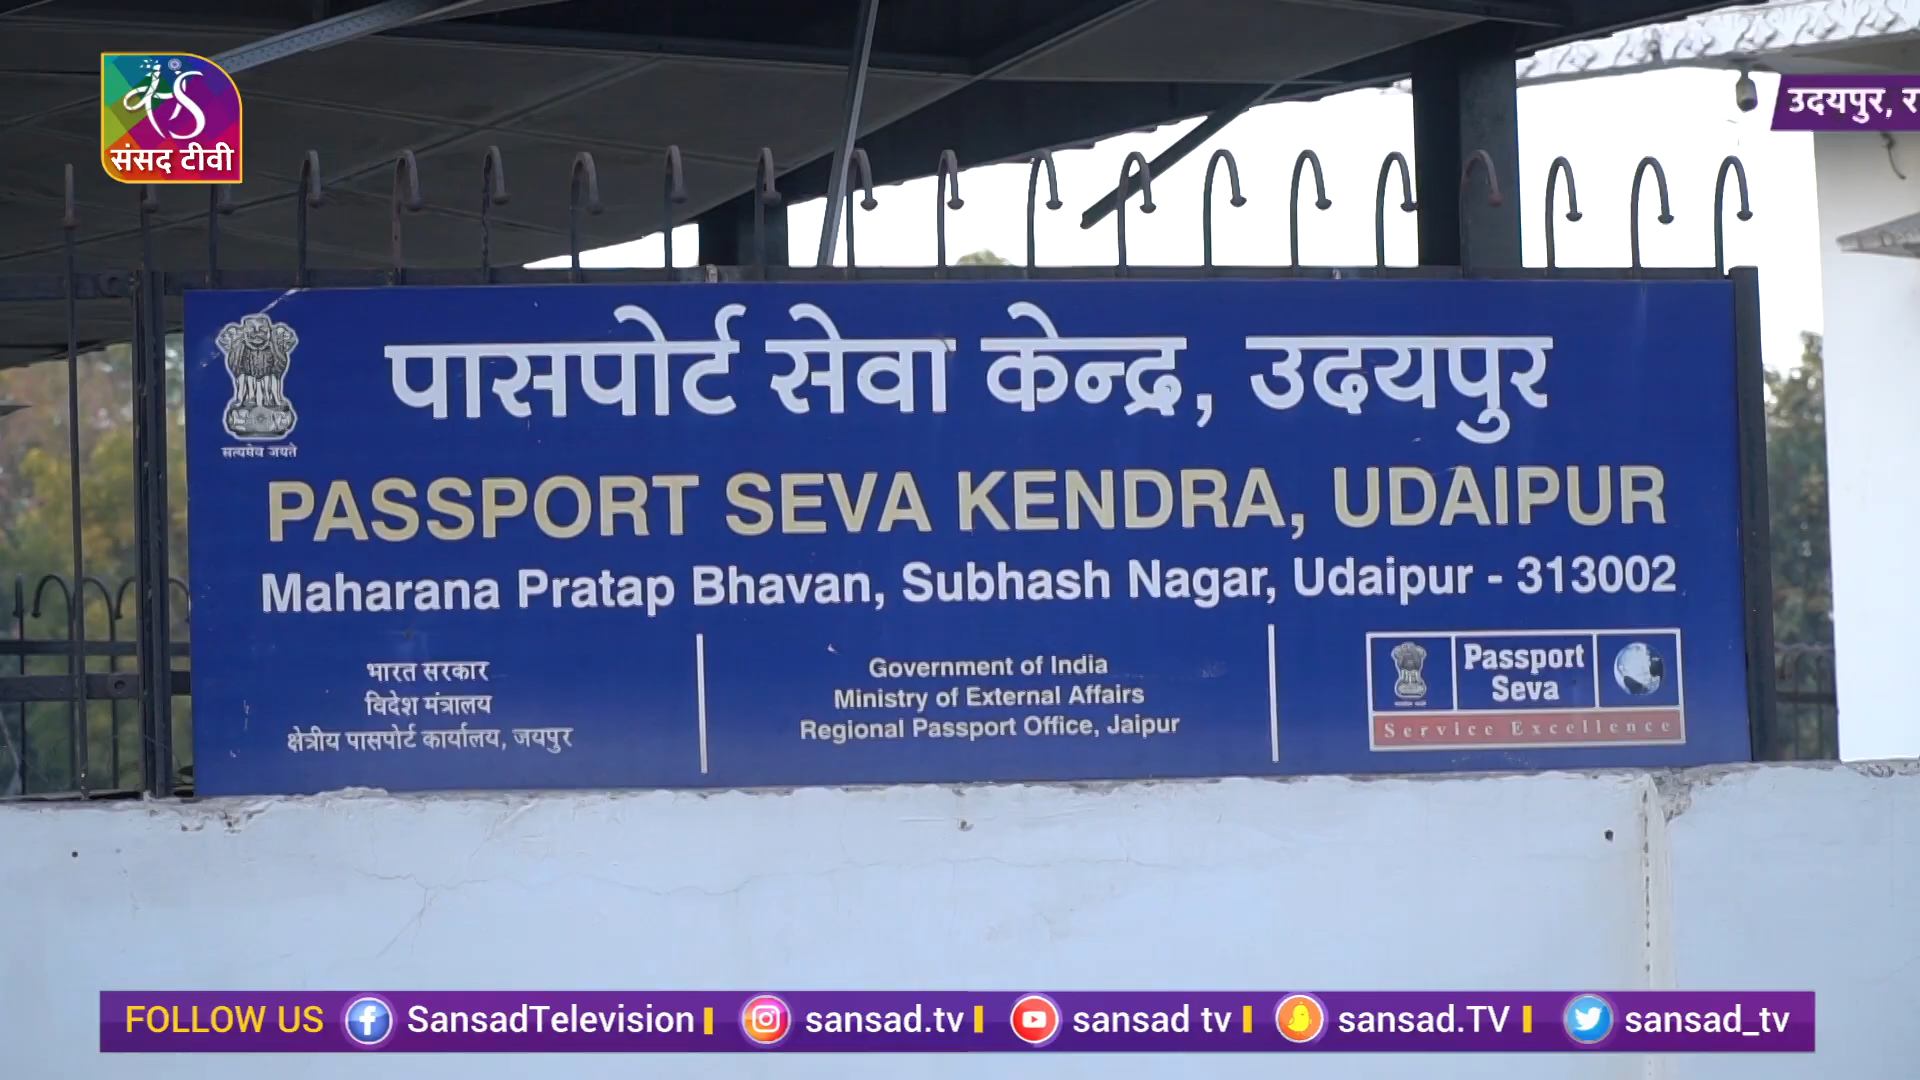 संसद टीवी
उदयपुर, र
सत्यमेव जयते
पासपोर्ट सेवा केन्द्र, उदयपुर
PASSPORT SEVA KENDRA, UDAIPUR
Maharana Pratap Bhavan, Subhash Nagar, Udaipur - 313002
भारत सरकार
विदेश मंत्रालय
क्षेत्रीय पासपोर्ट कार्यालय, जयपुर
Government of India
Ministry of External Affairs
Regional Passport Office, Jaipur
Passport
Seva
Service Excellence
FOLLOW US SansadTelevision sansad.tv sansad tv sansad.TV sansad_tv